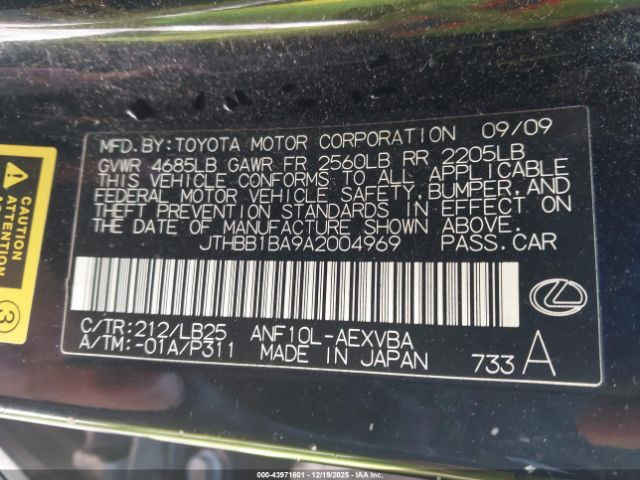 MFD.BY:TOYOTA MOTOR CORPORATION 09/09
GVWR 4685LB GAWR FR 2560LB RR 2205LB
THIS VEHICLE CONFORMS TO ALL APPLICABLE
FEDERAL MOTOR VEHICLE SAFETY, BUMPER, AND
THEFT PREVENTION STANDARDS IN EFFECT ON
THE DATE OF MANUFACTURE SHOWN ABOVE.
JTHBB1BA9A2004969 PASS.CAR
C/TR:212/LB25 ANF10L-AEXVBA
A/TM:-01A/P311 MADE IN JAPAN 733 A
CAUTION
ATTENTION
3
000-43971601 - 12/19/2025 - IAAI.COM